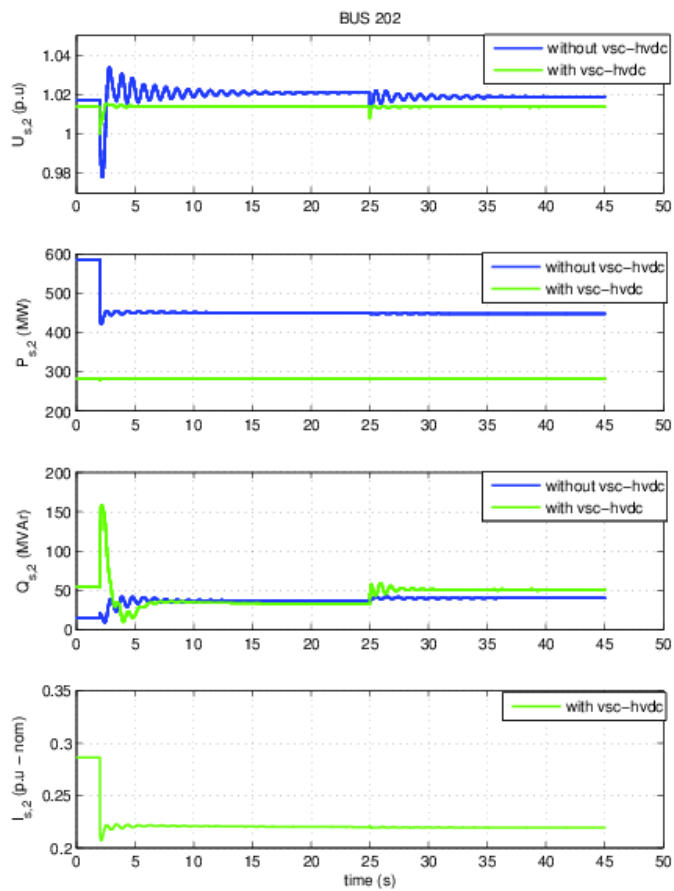 BUS 202
1.04
1.02
1
0.98
U_s,2 (p.u)
without vsc-hvdc
with vsc-hvdc
0 5 10 15 20 25 30 35 40 45 50
600
500
400
300
200
P_s,2 (MW)
without vsc-hvdc
with vsc-hvdc
0 5 10 15 20 25 30 35 40 45 50
200
150
100
50
0
Q_s,2 (MVAr)
without vsc-hvdc
with vsc-hvdc
0 5 10 15 20 25 30 35 40 45 50
0.35
0.3
0.25
0.2
I_s,2 (p.u - nom)
with vsc-hvdc
0 5 10 15 20 25 30 35 40 45 50
time (s)